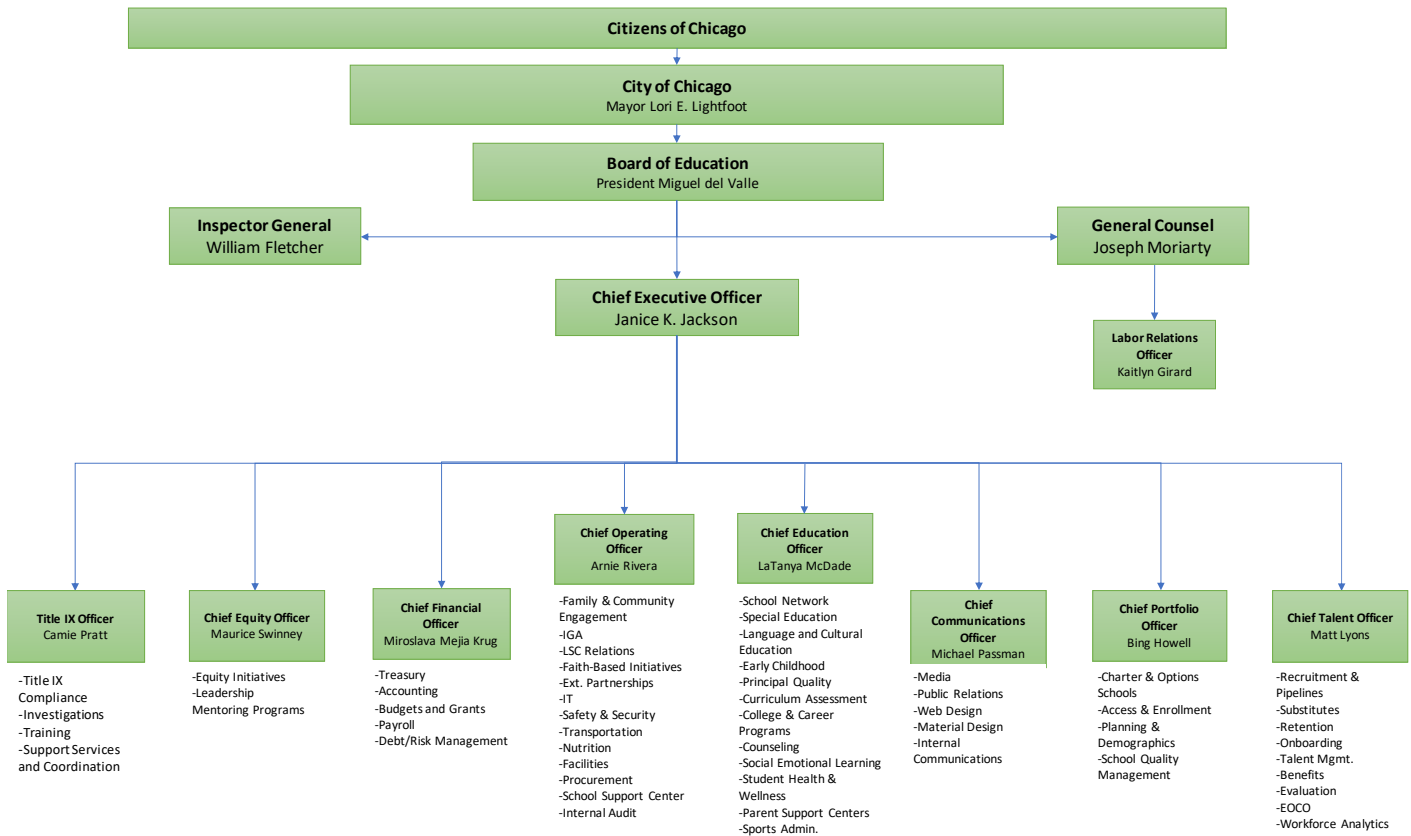 Citizens of Chicago
City of Chicago
Mayor Lori E. Lightfoot
Board of Education
President Miguel del Valle
Inspector General
William Fletcher
General Counsel
Joseph Moriarty
Chief Executive Officer
Janice K. Jackson
Labor Relations
Officer
Kaitlyn Girard
Title IX Officer
Camie Pratt
-Title IX
Compliance
-Investigations
-Training
-Support Services
and Coordination
Chief Equity Officer
Maurice Swinney
-Equity Initiatives
-Leadership
Mentoring Programs
Chief Financial
Officer
Miroslava Mejia Krug
-Treasury
-Accounting
-Budgets and Grants
-Payroll
-Debt/Risk Management
Chief Operating
Officer
Arnie Rivera
-Family & Community
Engagement
-IGA
-LSC Relations
-Faith-Based Initiatives
-Ext. Partnerships
-IT
-Safety & Security
-Transportation
-Nutrition
-Facilities
-Procurement
-School Support Center
-Internal Audit
Chief Education
Officer
LaTanya McDade
-School Network
-Special Education
-Language and Cultural
Education
-Early Childhood
-Principal Quality
-Curriculum Assessment
-College & Career
Programs
-Counseling
-Social Emotional Learning
-Student Health &
Wellness
-Parent Support Centers
-Sports Admin.
Chief
Communications
Officer
Michael Passman
-Media
-Public Relations
-Web Design
-Material Design
-Internal
Communications
Chief Portfolio
Officer
Bing Howell
-Charter & Options
Schools
-Access & Enrollment
-Planning &
Demographics
-School Quality
Management
Chief Talent Officer
Matt Lyons
-Recruitment &
Pipelines
-Substitutes
-Retention
-Onboarding
-Talent Mgmt.
-Benefits
-Evaluation
-EOCO
-Workforce Analytics